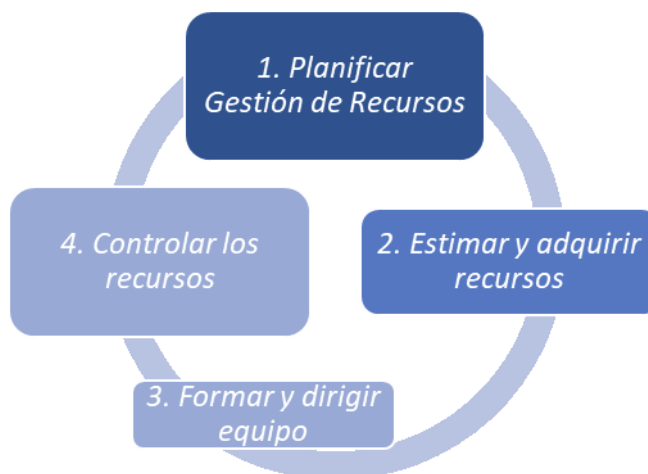 1. Planificar
Gestión de Recursos
2. Estimar y adquirir
recursos
3. Formar y dirigir
equipo
4. Controlar los
recursos